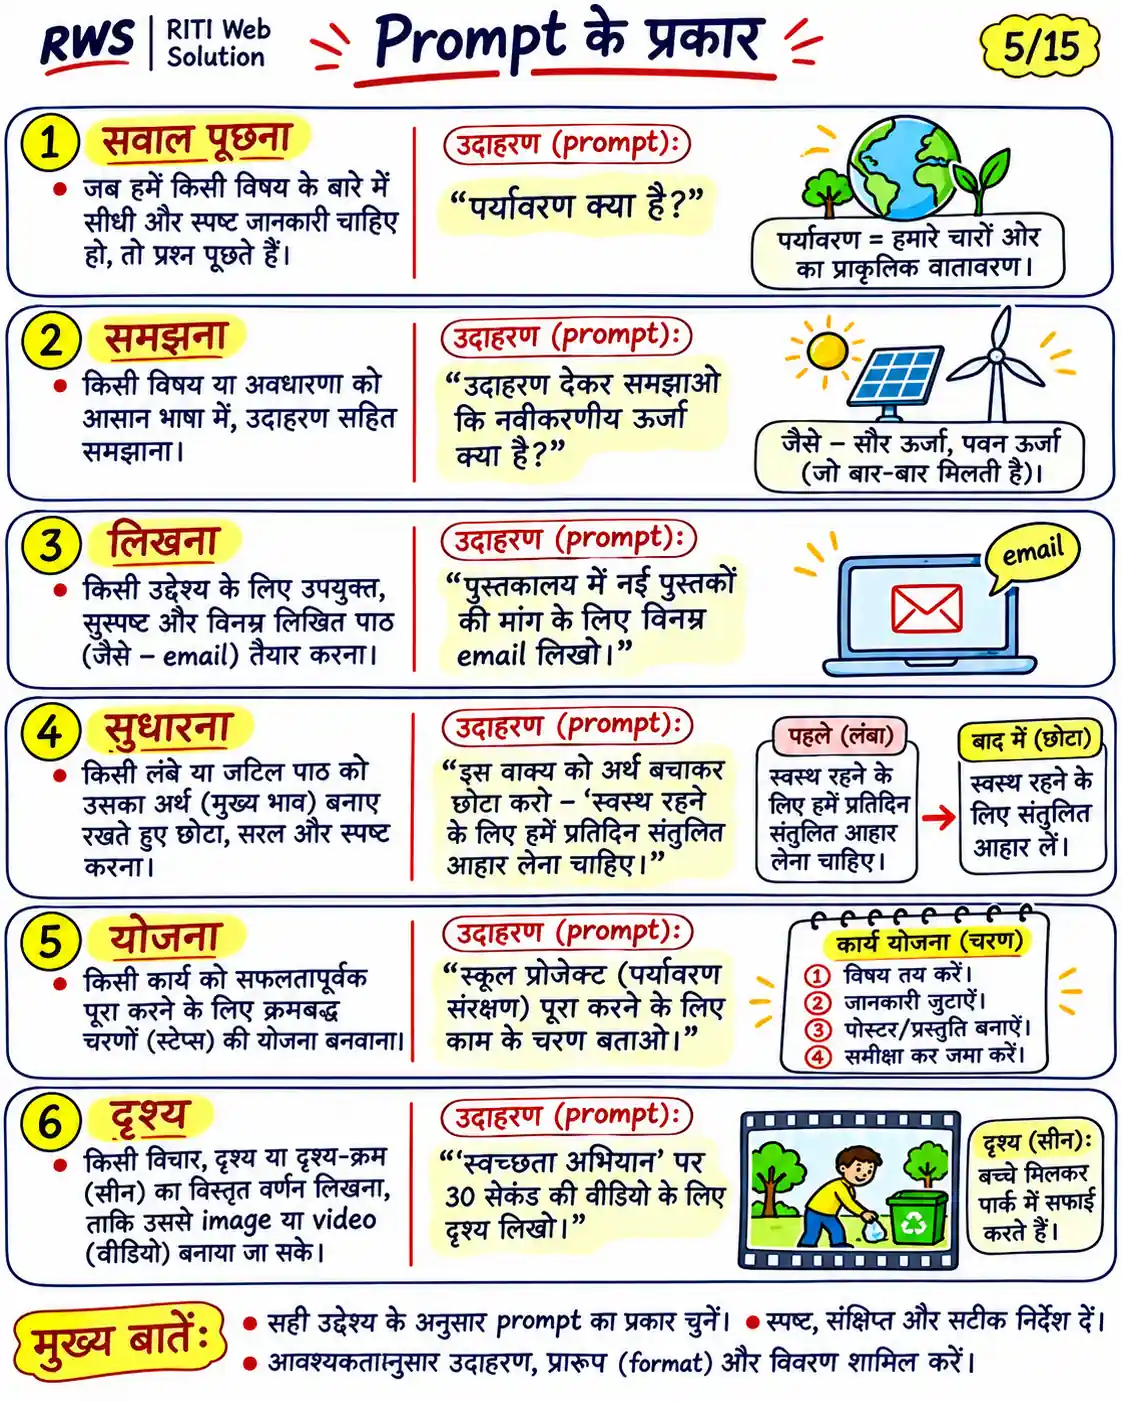 RWS
RITI Web
Solution
Prompt के प्रकार
5/15
1
सवाल पूछना
• जब हमें किसी विषय के बारे में
सीधी और स्पष्ट जानकारी चाहिए
हो, तो प्रश्न पूछते हैं।
उदाहरण (prompt):
“पर्यावरण क्या है?”
पर्यावरण = हमारे चारों ओर
का प्राकृलिक वातावरण।
2
समझना
• किसी विषय या अवधारणा को
आसान भाषा में, उदाहरण सहित
समझाना।
उदाहरण (prompt):
“उदाहरण देकर समझाओ
कि नवीकरणीय ऊर्जा
क्या है?”
जैसे – सौर ऊर्जा, पवन ऊर्जा
(जो बार-बार मिलती है)।
3
लिखना
• किसी उद्देश्य के लिए उपयुक्त,
सुस्पष्ट और विनम्र लिखित पाठ
(जैसे – email) तैयार करना।
उदाहरण (prompt):
“पुस्तकालय में नई पुस्तकों
की मांग के लिए विनम्र
email लिखो।”
email
4
सुधारना
• किसी लंबे या जटिल पाठ को
उसका अर्थ (मुख्य भाव) बनाए
रखते हुए छोटा, सरल और स्पष्ट
करना।
उदाहरण (prompt):
“इस वाक्य को अर्थ बचाकर
छोटा करो – ‘स्वस्थ रहने
के लिए हमें प्रतिदिन संतुलित
आहार लेना चाहिए।”
पहले (लंबा)
स्वस्थ रहने के
लिए हमें प्रतिदिन
संतुलित आहार
लेना चाहिए।
बाद में (छोटा)
स्वस्थ रहने के
लिए संतुलित
आहार लें।
5
योजना
• किसी कार्य को सफलतापूर्वक
पूरा करने के लिए क्रमबद्ध
चरणों (स्टेप्स) की योजना बनवाना।
उदाहरण (prompt):
“स्कूल प्रोजेक्ट (पर्यावरण
संरक्षण) पूरा करने के लिए
काम के चरण बताओ।”
कार्य योजना (चरण)
1 विषय तय करें।
2 जानकारी जुटाऐं।
3 पोस्टर/प्रस्तुति बनाऐं।
4 समीक्षा कर जमा करें।
6
दृश्य
• किसी विचार, दृश्य या दृश्य-क्रम
(सीन) का विस्तृत वर्णन लिखना,
ताकि उससे image या video
(वीडियो) बनाया जा सके।
उदाहरण (prompt):
“‘स्वच्छता अभियान’ पर
30 सेकंड की वीडियो के लिए
दृश्य लिखो।”
दृश्य (सीन):
बच्चे मिलकर
पार्क में सफाई
करते हैं।
मुख्य बातें:
• सही उद्देश्य के अनुसार prompt का प्रकार चुनें। • स्पष्ट, संक्षिप्त और सटीक निर्देश दें।
• आवश्यकतानुसार उदाहरण, प्रारूप (format) और विवरण शामिल करें।